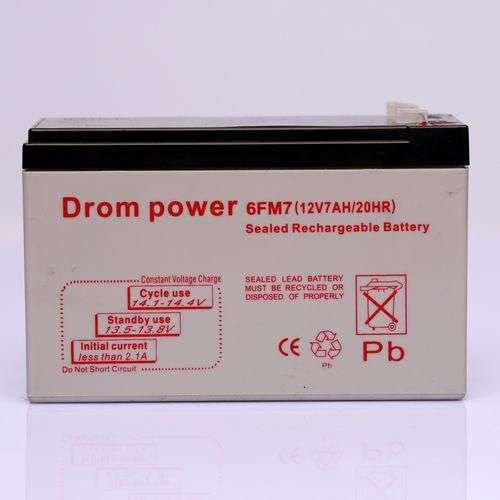 Drom power 6FM7(12V7AH/20HR)
Sealed Rechargeable Battery
Constant Voltage Charge
Cycle use
14.1-14.4V
Standby use
13.5-13.8V
Initial current
less than 2.1A
Do Not Short Circuit
SEALED LEAD BATTERY
MUST BE RECYCLED OR
DISPOSED OF PROPERLY
CE
Pb
Pb